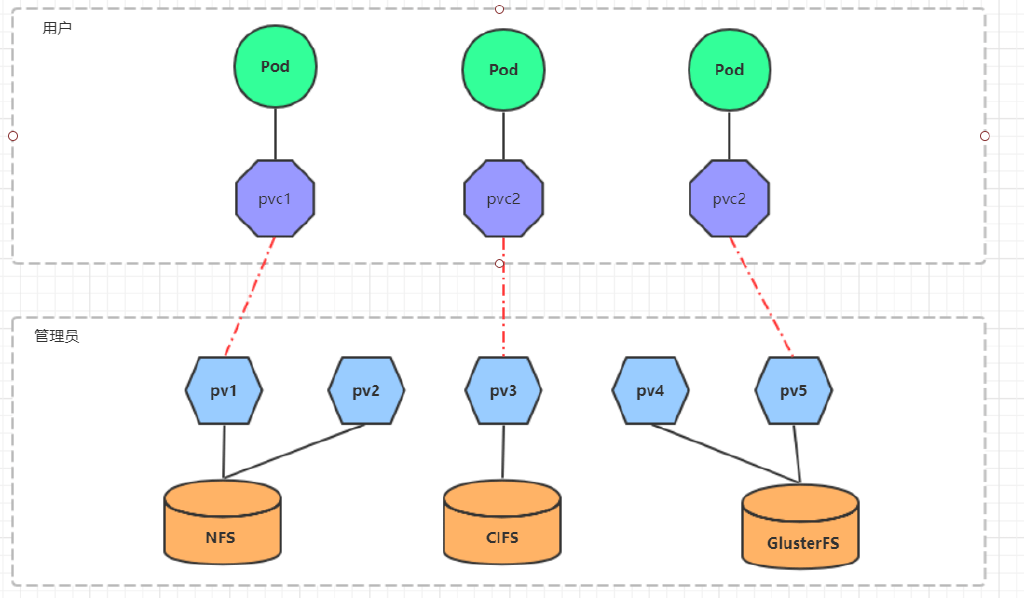 用户
Pod
Pod
Pod
pvc1
pvc2
pvc2
管理员
pv1
pv2
pv3
pv4
pv5
NFS
CIFS
GlusterFS